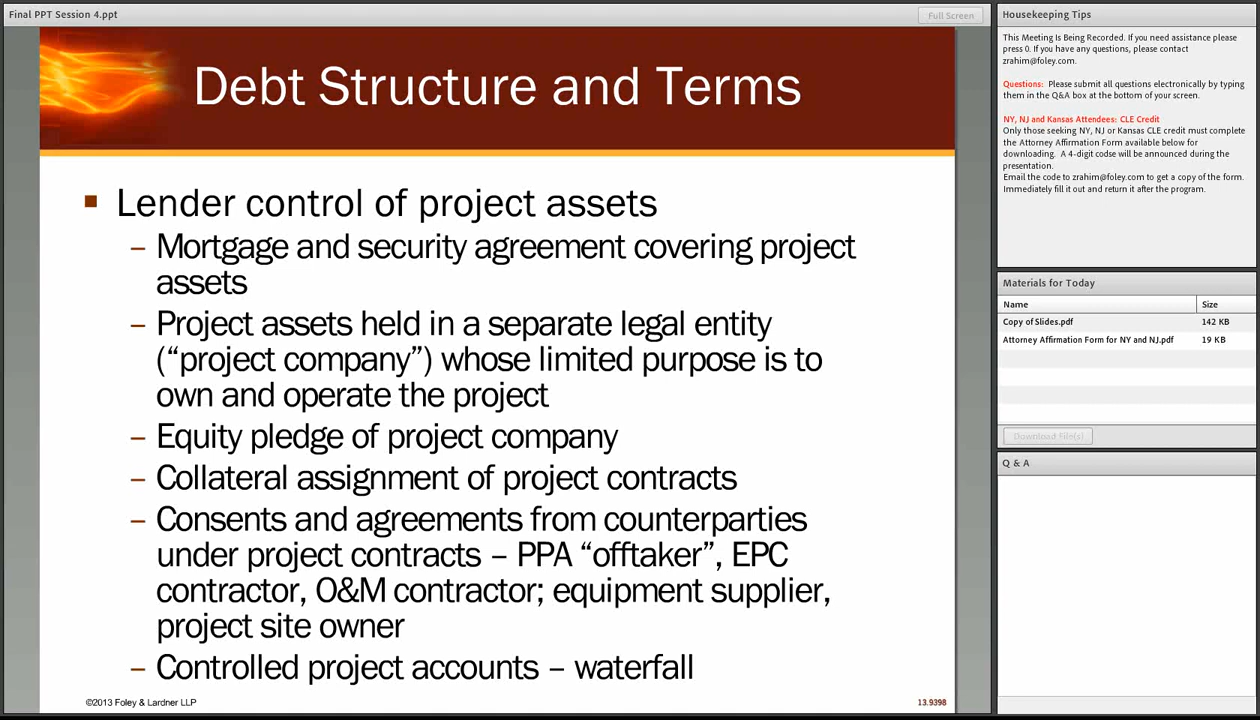 Final PPT Session 4.ppt
Full Screen
Debt Structure and Terms
▪ Lender control of project assets
– Mortgage and security agreement covering project
assets
– Project assets held in a separate legal entity
(“project company”) whose limited purpose is to
own and operate the project
– Equity pledge of project company
– Collateral assignment of project contracts
– Consents and agreements from counterparties
under project contracts – PPA “offtaker”, EPC
contractor, O&M contractor; equipment supplier,
project site owner
– Controlled project accounts – waterfall
©2013 Foley & Lardner LLP
13.9398
Housekeeping Tips
This Meeting Is Being Recorded. If you need assistance please
press 0. If you have any questions, please contact
zrahim@foley.com.
Questions: Please submit all questions electronically by typing
them in the Q&A box at the bottom of your screen.
NY, NJ and Kansas Attendees: CLE Credit
Only those seeking NY, NJ or Kansas CLE credit must complete
the Attorney Affirmation Form available below for
downloading. A 4-digit codse will be announced during the
presentation.
Email the code to zrahim@foley.com to get a copy of the form.
Immediately fill it out and return it after the program.
Materials for Today
Name Size
Copy of Slides.pdf 142 KB
Attorney Affirmation Form for NY and NJ.pdf 19 KB
Download File(s)
Q & A